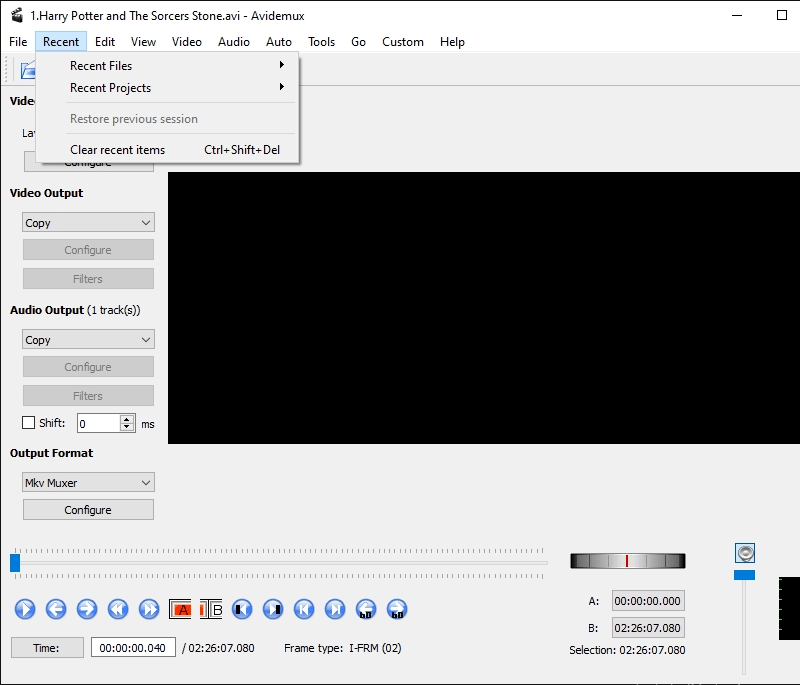 1.Harry Potter and The Sorcers Stone.avi - Avidemux
File Recent Edit View Video Audio Auto Tools Go Custom Help
Recent Files
Recent Projects
Restore previous session
Clear recent items Ctrl+Shift+Del
Configure
Video Output
Copy
Configure
Filters
Audio Output (1 track(s))
Copy
Configure
Filters
Shift: 0 ms
Output Format
Mkv Muxer
Configure
A B
60 60
A: 00:00:00.000
B: 02:26:07.080
Time: 00:00:00.040 / 02:26:07.080 Frame type: I-FRM (02)
Selection: 02:26:07.080